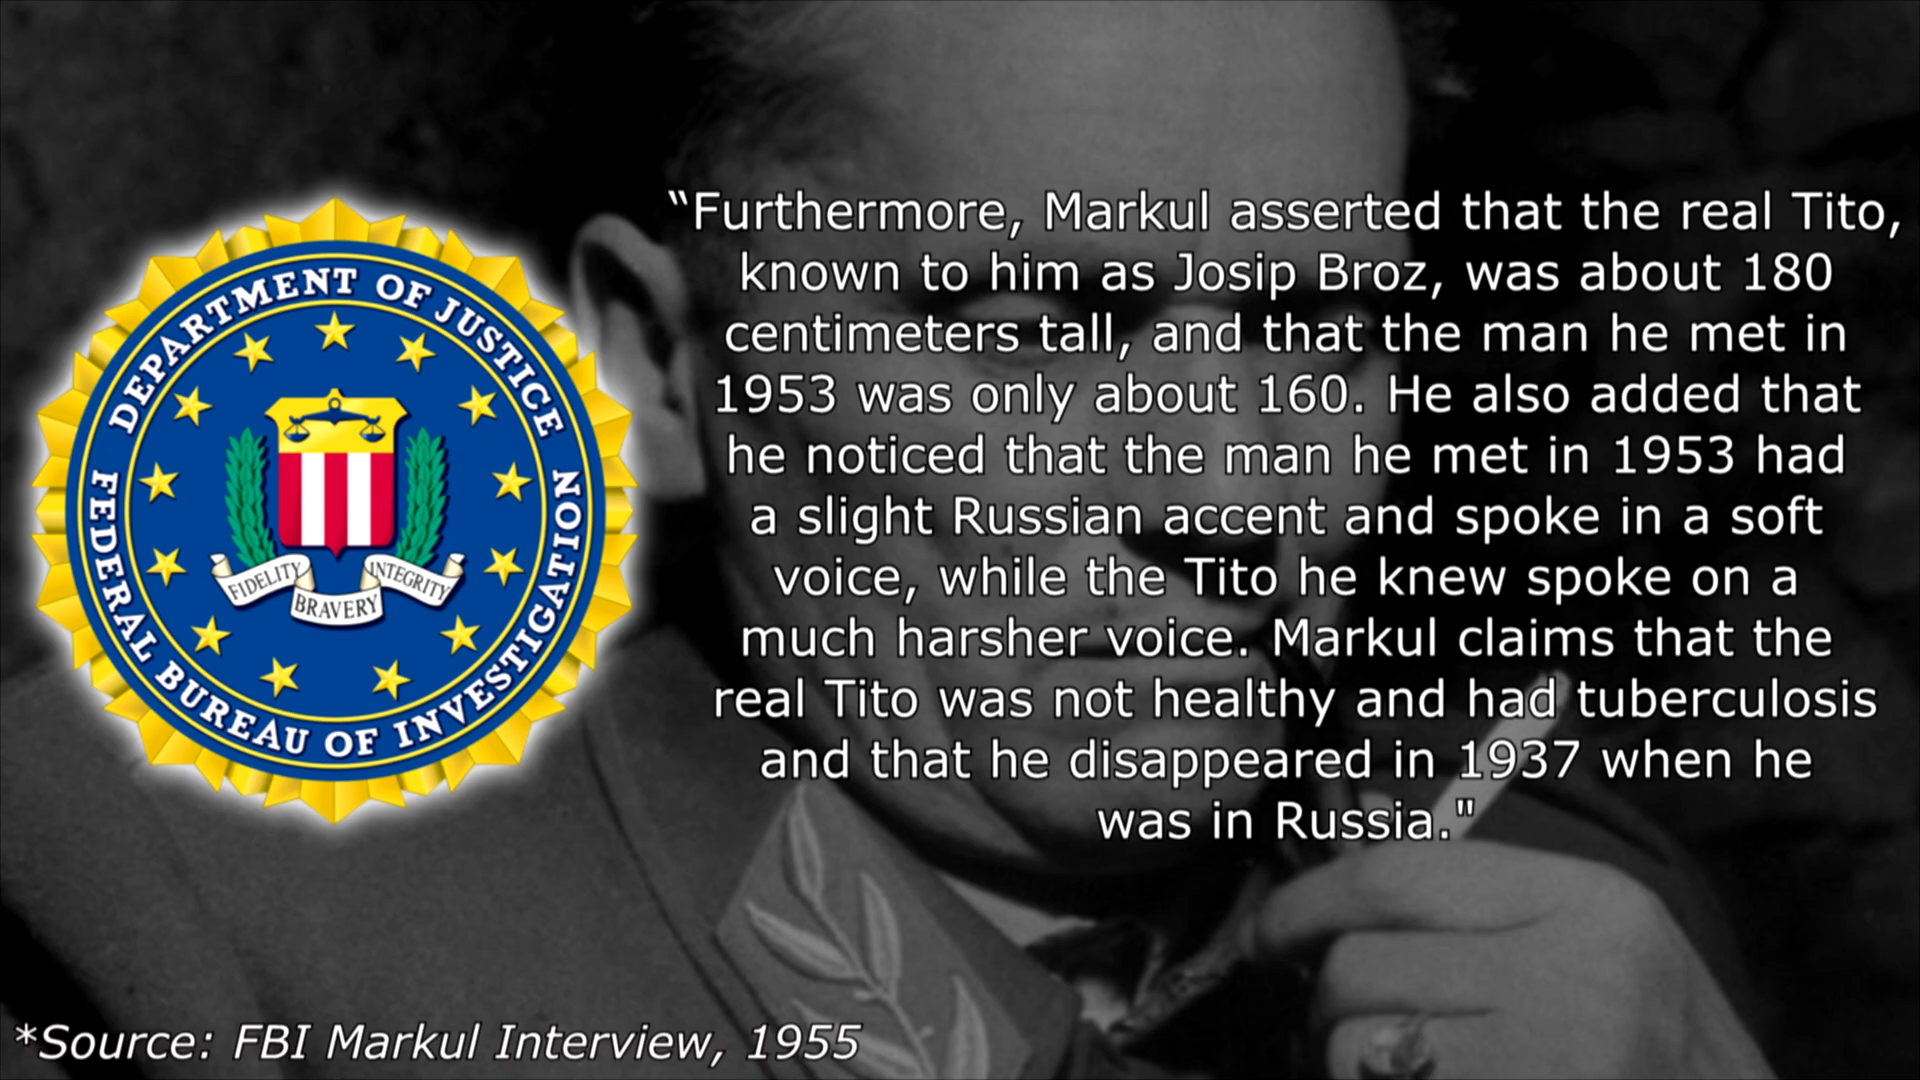 DEPARTMENT OF JUSTICE
FEDERAL BUREAU OF INVESTIGATION
FIDELITY
BRAVERY
INTEGRITY
“Furthermore, Markul asserted that the real Tito,
known to him as Josip Broz, was about 180
centimeters tall, and that the man he met in
1953 was only about 160. He also added that
he noticed that the man he met in 1953 had
a slight Russian accent and spoke in a soft
voice, while the Tito he knew spoke on a
much harsher voice. Markul claims that the
real Tito was not healthy and had tuberculosis
and that he disappeared in 1937 when he
was in Russia."
*Source: FBI Markul Interview, 1955